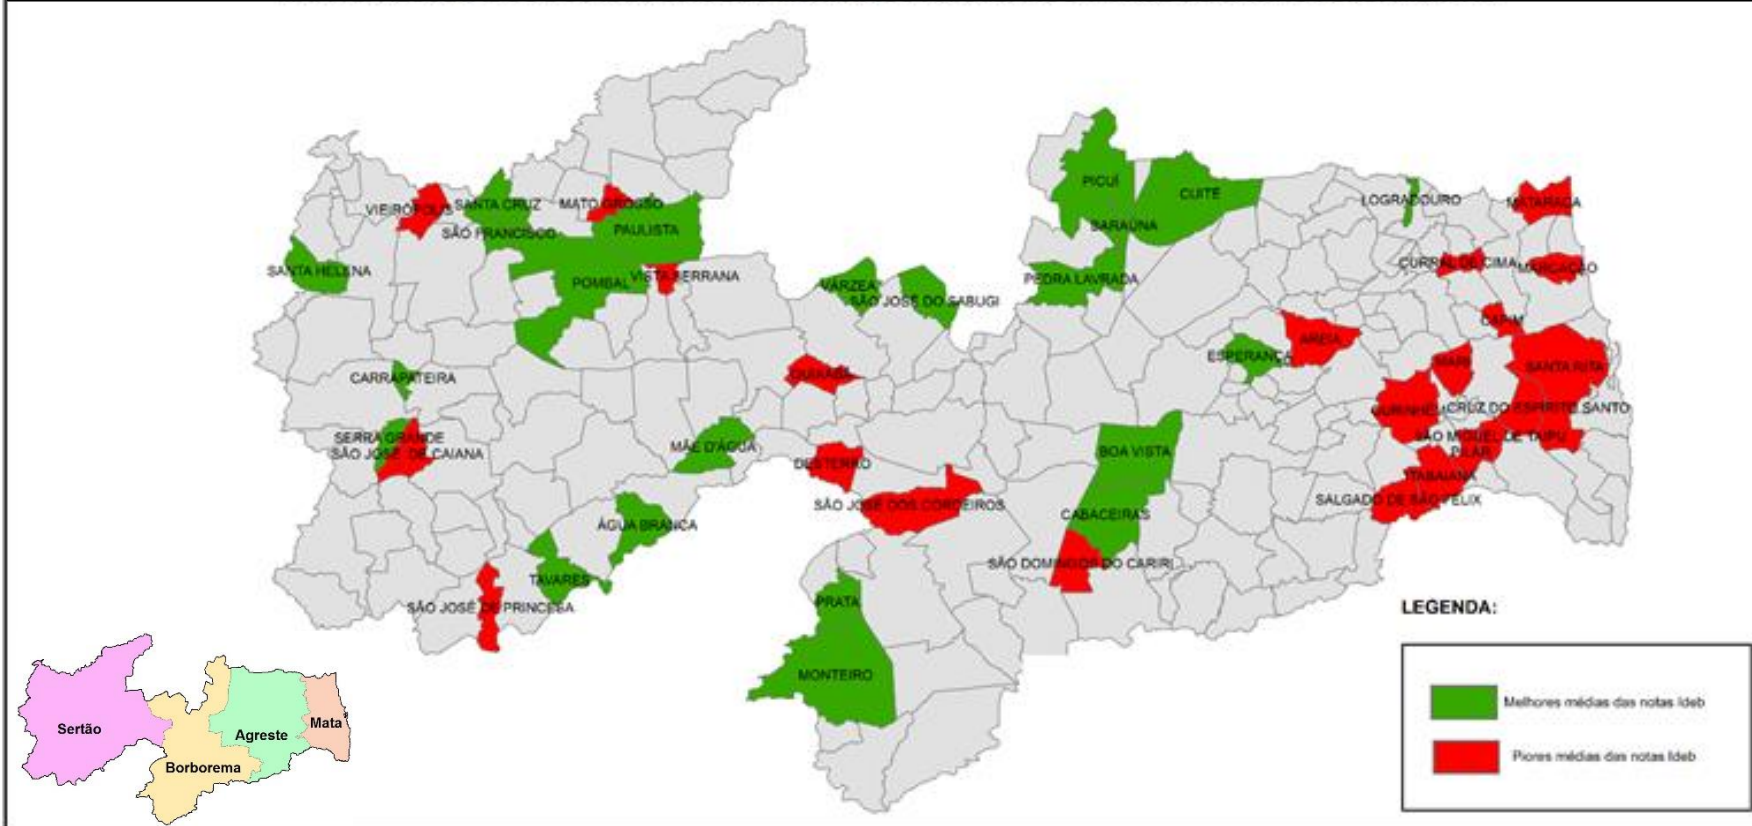 PICUÍ
CUITÉ
VIEIRÓPOLIS
SANTA CRUZ
MATO GROSSO
LOGRADOURO
MATARACA
SÃO FRANCISCO
PAULISTA
BARAÚNA
SANTA HELENA
POMBAL
VISTA SERRANA
VÁRZEA
SÃO JOSÉ DO SABUGI
PEDRA LAVRADA
CURRAL DE CIMA
MARCAÇÃO
CAPIM
CARRAPATEIRA
QUIXABÁ
ESPERANÇA
AREIA
MARI
SANTA RITA
GURINHÉM
CRUZ DO ESPÍRITO SANTO
SERRA GRANDE
SÃO JOSÉ DE CAIANA
MÃE D'ÁGUA
DESTERRO
BOA VISTA
SÃO MIGUEL DE TAIPU
PILAR
ITABAIANA
SALGADO DE SÃO FÉLIX
SÃO JOSÉ DOS CORDEIROS
CABACEIRAS
ÁGUA BRANCA
TAVARES
SÃO JOSÉ DE PRINCESA
SÃO DOMINGOS DO CARIRI
PRATA
MONTEIRO
Sertão
Borborema
Agreste
Mata
LEGENDA:
Melhores médias das notas Ideb
Piores médias das notas Ideb